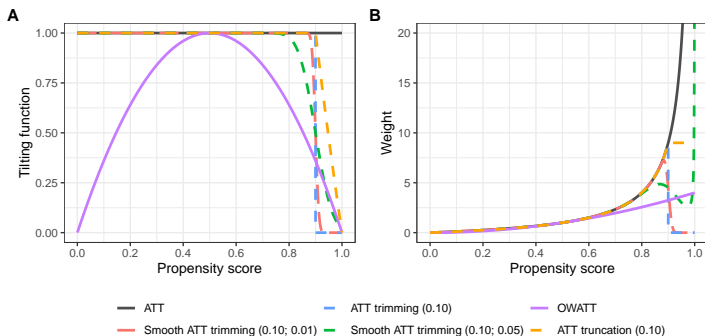 A
B
Tilting function
1.00
0.75
0.50
0.25
0.00
0.0 0.2 0.4 0.6 0.8 1.0
Propensity score
Weight
20
15
10
5
0
0.0 0.2 0.4 0.6 0.8 1.0
Propensity score
ATT ATT trimming (0.10) OWATT
Smooth ATT trimming (0.10; 0.01) Smooth ATT trimming (0.10; 0.05) ATT truncation (0.10)